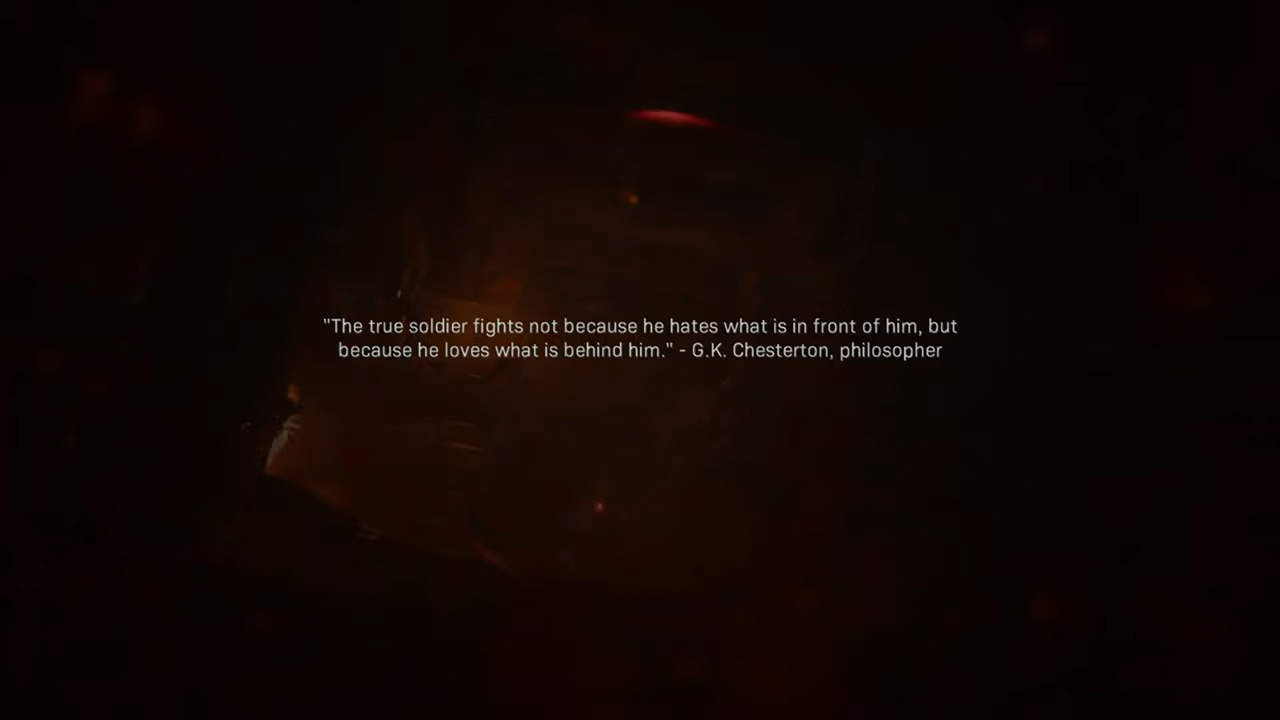 "The true soldier fights not because he hates what is in front of him, but
because he loves what is behind him." - G.K. Chesterton, philosopher